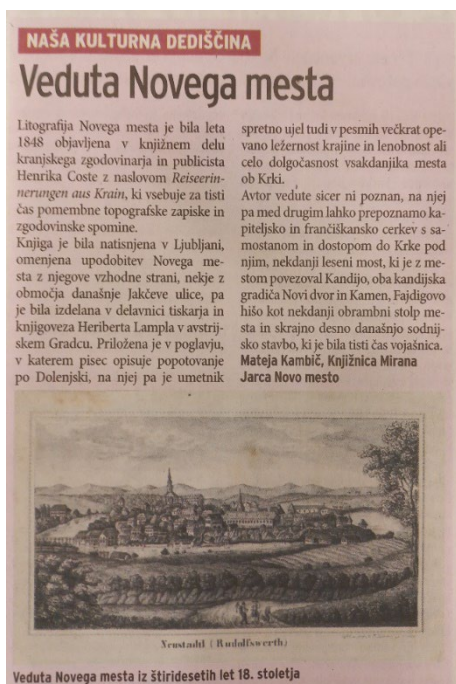 NAŠA KULTURNA DEDIŠČINA
Veduta Novega mesta
Litografija Novega mesta je bila leta
1848 objavljena v knjižnem delu
kranjskega zgodovinarja in publicista
Henrika Coste z naslovom Reiseerin-
nerungen aus Krain, ki vsebuje za tisti
čas pomembne topografske zapiske in
zgodovinske spomine.
Knjiga je bila natisnjena v Ljubljani,
omenjena upodobitev Novega me-
sta z njegove vzhodne strani, nekje z
območja današnje Jakčeve ulice, pa
je bila izdelana v delavnici tiskarja in
knjigoveza Heriberta Lampla v avstrij-
skem Gradcu. Priložena je v poglavju,
v katerem pisec opisuje popotovanje
po Dolenjski, na njej pa je umetnik
spretno ujel tudi v pesmih večkrat ope-
vano ležernost krajine in lenobnost ali
celo dolgočasnost vsakdanjika mesta
ob Krki.
Avtor vedute sicer ni poznan, na njej
pa med drugim lahko prepoznamo ka-
piteljsko in frančiškansko cerkev s sa-
mostanom in dostopom do Krke pod
njim, nekdanji leseni most, ki je z me-
stom povezoval Kandijo, oba kandijska
gradiča Novi dvor in Kamen, Fajdigovo
hišo kot nekdanji obrambni stolp me-
sta in skrajno desno današnjo sodnij-
sko stavbo, ki je bila tisti čas vojašnica.
Mateja Kambič, Knjižnica Mirana
Jarca Novo mesto
Neustadtl (Rudolfswerth)
Veduta Novega mesta iz štiridesetih let 18. stoletja